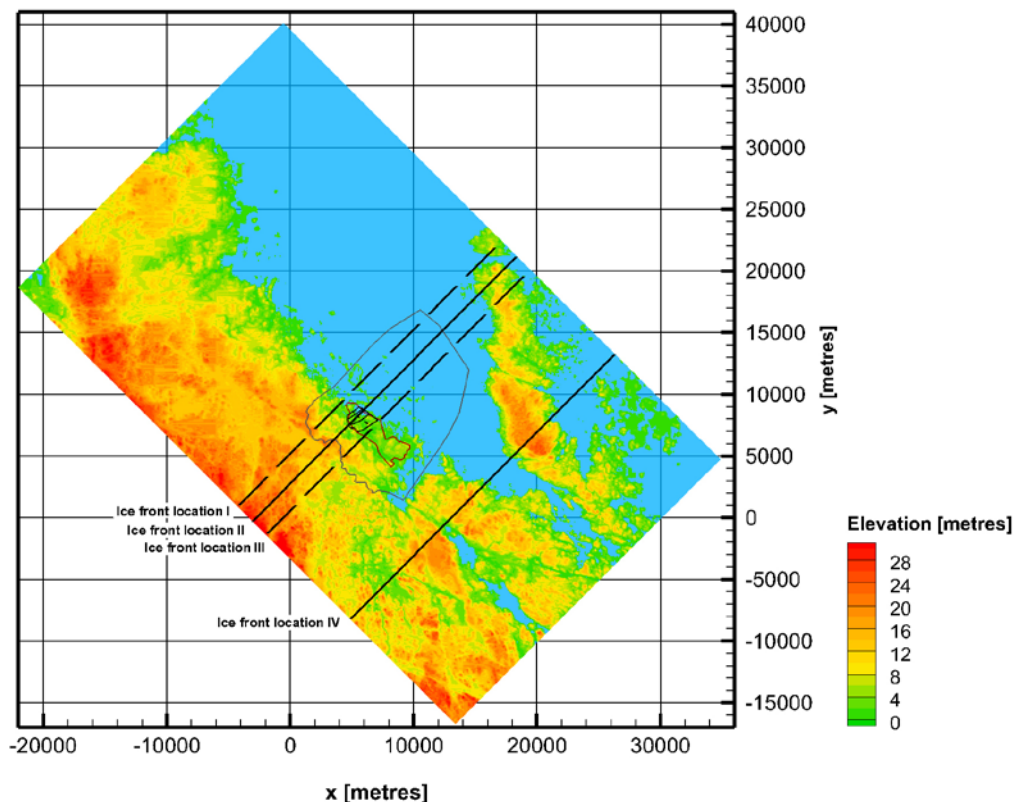 40000
35000
30000
25000
20000
15000
10000
5000
0
-5000
-10000
-15000
y [metres]
Ice front location I
Ice front location II
Ice front location III
Ice front location IV
-20000 -10000 0 10000 20000 30000
x [metres]
Elevation [metres]
28
24
20
16
12
8
4
0